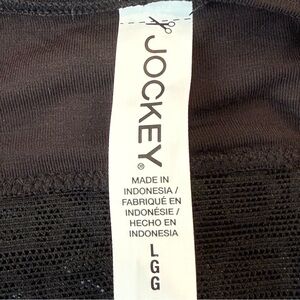 JOCKEY®
MADE IN
INDONESIA /
FABRIQUÉ EN
INDONÉSIE /
HECHO EN
INDONESIA
L
G
G